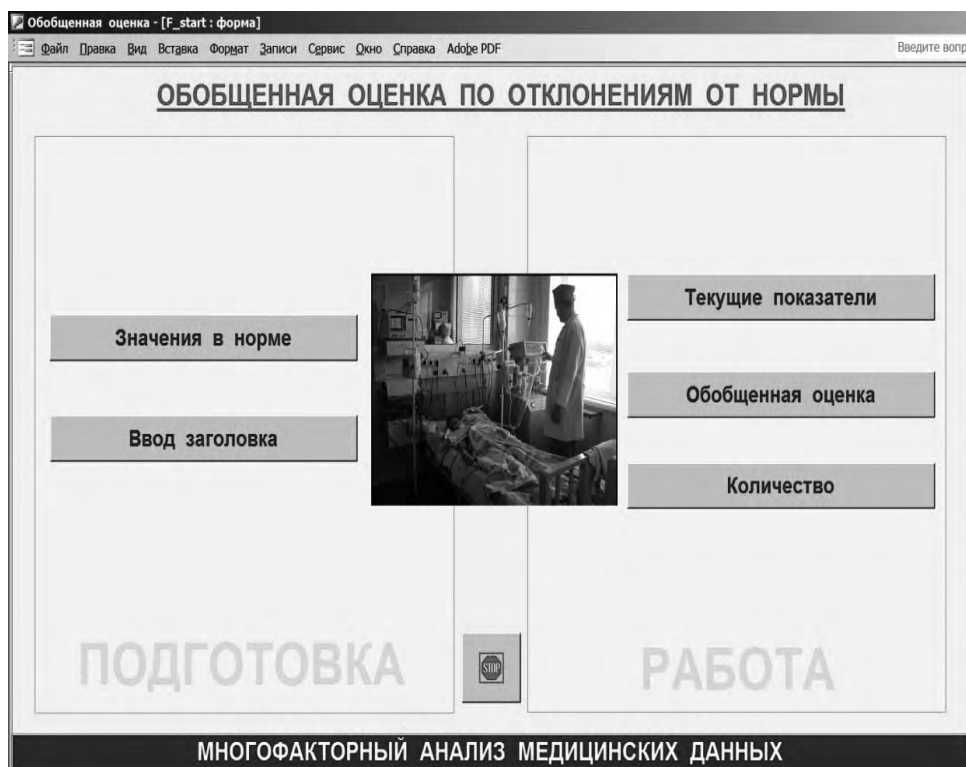 Обобщенная оценка - [F_start : форма]
Файл Правка Вид Вставка Формат Записи Сервис Окно Справка Adobe PDF
Введите вопр
ОБОБЩЕННАЯ ОЦЕНКА ПО ОТКЛОНЕНИЯМ ОТ НОРМЫ
Значения в норме
Ввод заголовка
ПОДГОТОВКА
Текущие показатели
Обобщенная оценка
Количество
РАБОТА
STOP
МНОГОФАКТОРНЫЙ АНАЛИЗ МЕДИЦИНСКИХ ДАННЫХ